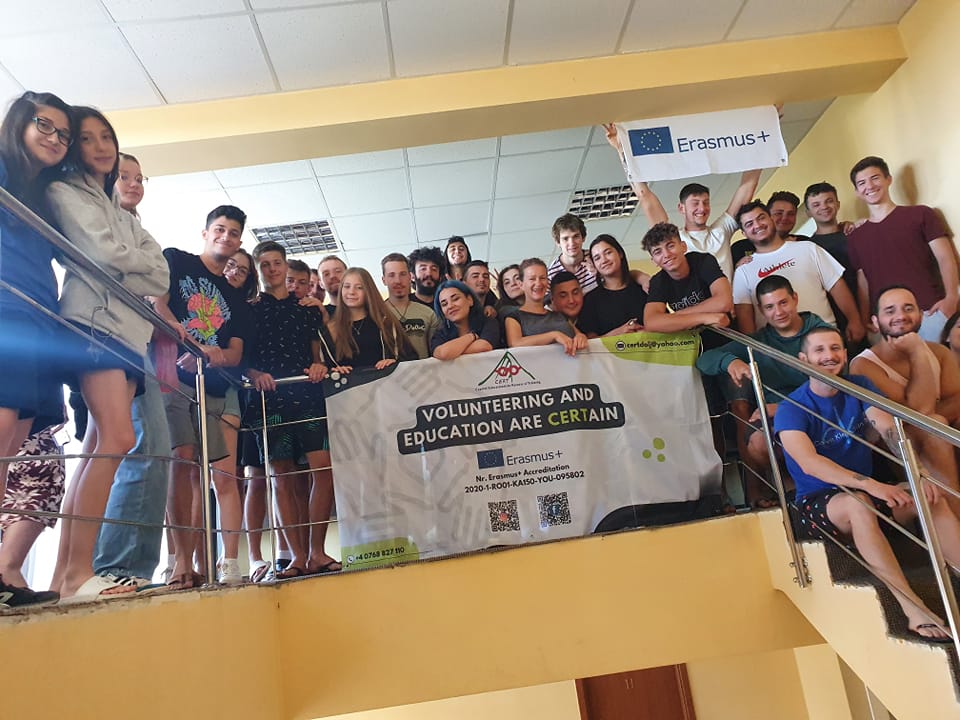 Erasmus+
certdolj@yahoo.com
CERT
VOLUNTEERING AND
EDUCATION ARE CERTAIN
Erasmus+
Nr. Erasmus+ Accreditation
2020-1-RO01-KA150-YOU-095802
+4 0768 827 110